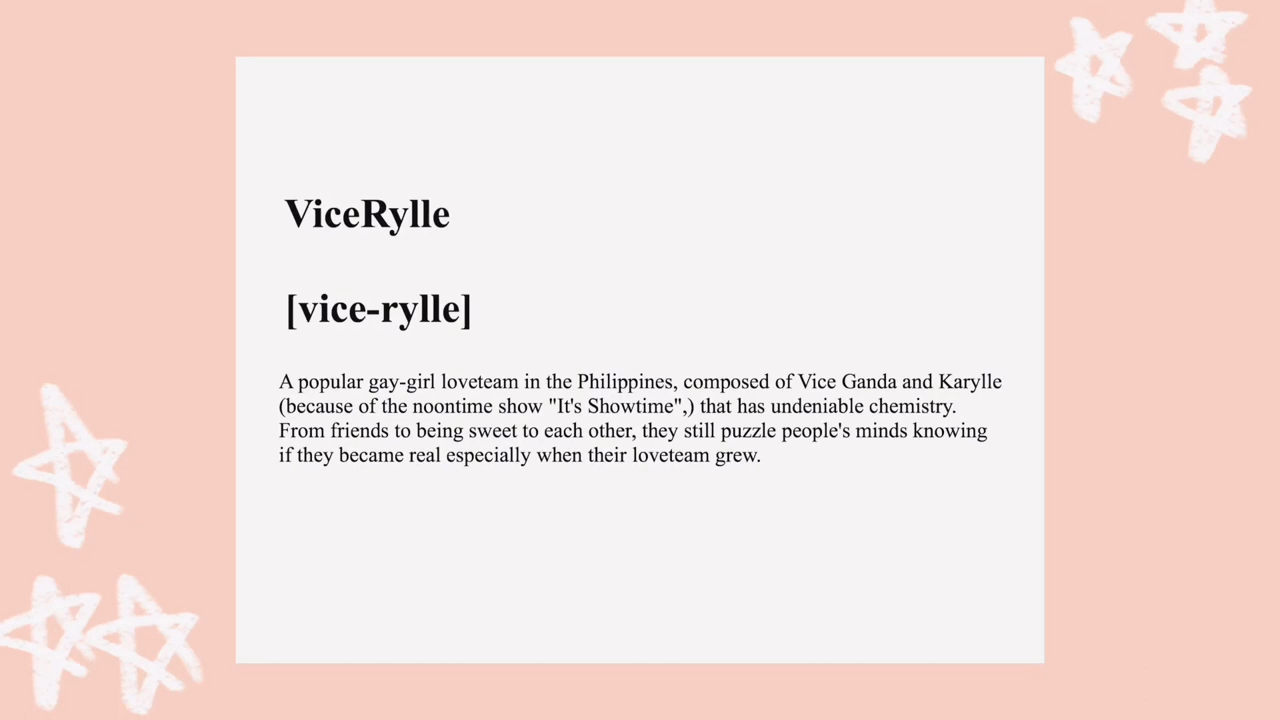 ViceRylle
[vice-rylle]
A popular gay-girl loveteam in the Philippines, composed of Vice Ganda and Karylle
(because of the noontime show "It's Showtime",) that has undeniable chemistry.
From friends to being sweet to each other, they still puzzle people's minds knowing
if they became real especially when their loveteam grew.